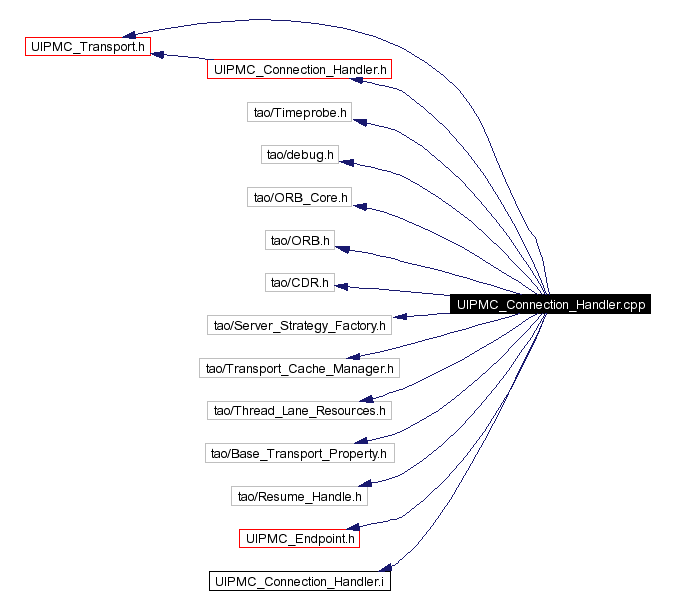 UIPMC_Transport.h
UIPMC_Connection_Handler.h
tao/Timeprobe.h
tao/debug.h
tao/ORB_Core.h
tao/ORB.h
tao/CDR.h
UIPMC_Connection_Handler.cpp
tao/Server_Strategy_Factory.h
tao/Transport_Cache_Manager.h
tao/Thread_Lane_Resources.h
tao/Base_Transport_Property.h
tao/Resume_Handle.h
UIPMC_Endpoint.h
UIPMC_Connection_Handler.i